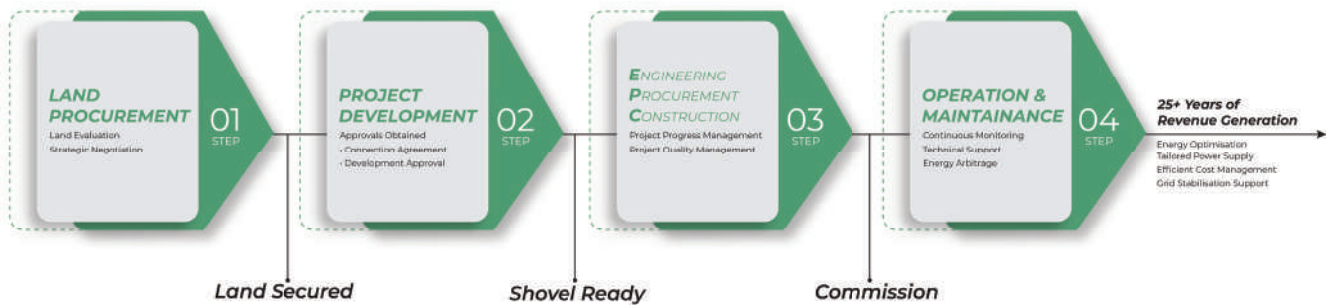 LAND
PROCUREMENT
Land Evaluation
Strategic Negotiation
01
STEP
PROJECT
DEVELOPMENT
Approvals Obtained
- Connection Agreement
- Development Approval
02
STEP
ENGINEERING
PROCUREMENT
CONSTRUCTION
Project Progress Management
Project Quality Management
03
STEP
OPERATION &
MAINTAINANCE
Continuous Monitoring
Technical Support
Energy Arbitrage
04
STEP
25+ Years of
Revenue Generation
Energy Optimisation
Tailored Power Supply
Efficient Cost Management
Grid Stabilisation Support
Land Secured
Shovel Ready
Commission